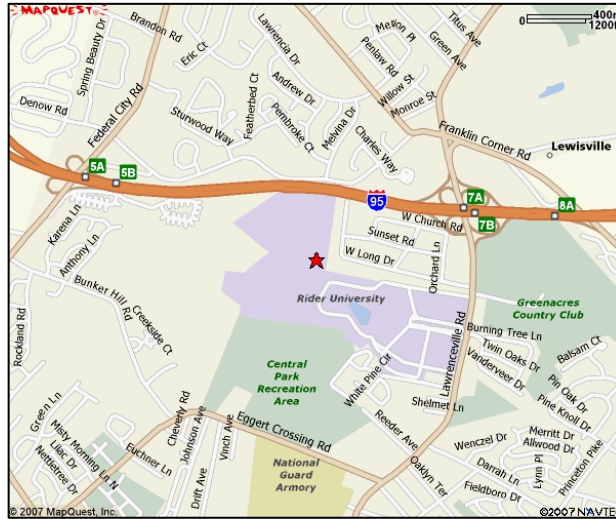 MAPQUEST
400m
1200ft
0
Brandon Rd
Spring Beauty Dr
Eric Ct
Lawrencia Dr
Merion Pl
Titus Ave
Penlaw Rd
Green Ave
Andrew Dr
Featherbed Ct
Willow St
Monroe St
Denow Rd
Federal City Rd
Sturwood Way
Pembroke Ct
Melvina Dr
Charles Way
Franklin Corner Rd
Lewisville
5A
5B
95
7A
7B
8A
W Church Rd
Sunset Rd
W Long Dr
Orchard Ln
Karena Ln
Anthony Ln
Bunker Hill Rd
Creekside Ct
Rockland Rd
Rider University
Greenacres
Country Club
Lawrenceville Rd
Burning Tree Ln
Twin Oaks Dr
Vanderveer Dr
Balsam Ct
Pin Oak Dr
Pine Knoll Dr
Central
Park
Recreation
Area
White Pine Cir
Shelmet Ln
Green Ln
Misty Morning Ln N
Lilac Dr
Nettletree Dr
Euchner Ln
Cheverly Rd
Johnson Ave
Vinch Ave
Drift Ave
Eggert Crossing Rd
Reeder Ave
Oaklyn Ter
National
Guard
Armory
Wenczel Dr
Merritt Dr
Allwood Dr
Lynn Pl
Darrah Ln
Fieldboro Dr
Princeton Pike
© 2007 MapQuest, Inc.
©2007 NAVTE